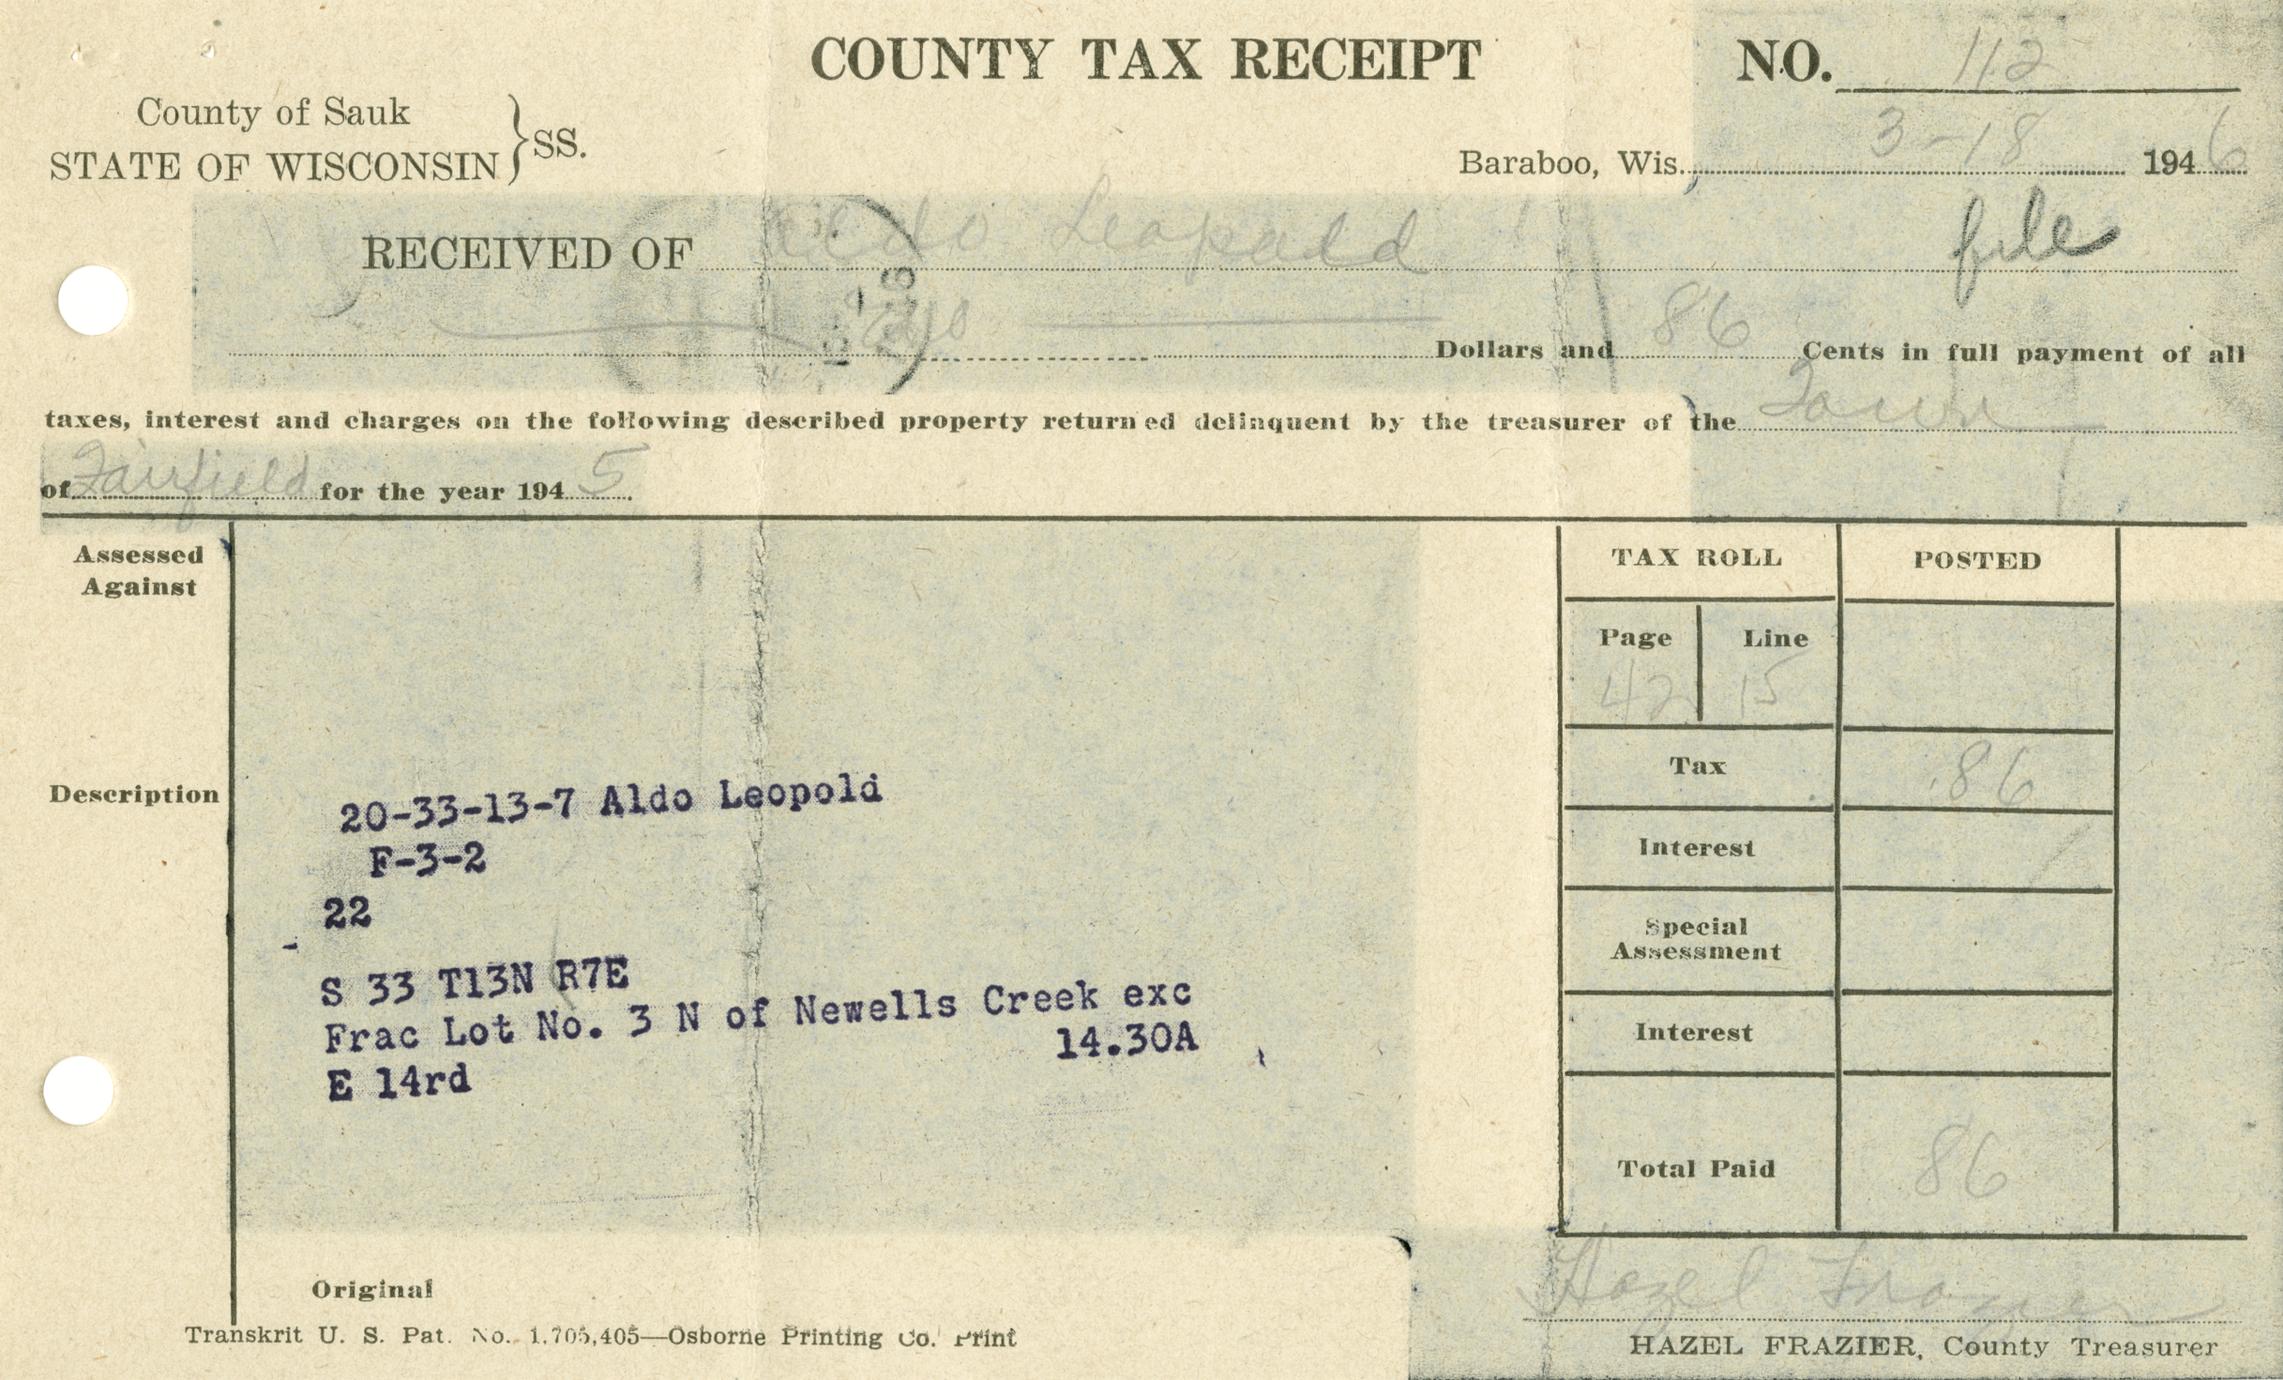 COUNTY TAX RECEIPT
NO. 112
County of Sauk
STATE OF WISCONSIN } SS.
Baraboo, Wis. 3-18 1946
RECEIVED OF Aldo Leopold
file
Dollars and 86 Cents in full payment of all
taxes, interest and charges on the following described property returned delinquent by the treasurer of the Town
of Fairfield for the year 1945.
Assessed
Against
TAX ROLL POSTED
Page Line
42 15
Description
20-33-13-7 Aldo Leopold
F-3-2
22
S 33 T13N R7E
Frac Lot No. 3 N of Newells Creek exc
14.30A
E 14rd
Tax .86
Interest
Special
Assessment
Interest
Total Paid 86
Original
Hazel Frazier
Transkrit U. S. Pat. No. 1,705,405—Osborne Printing Co. Print
HAZEL FRAZIER, County Treasurer